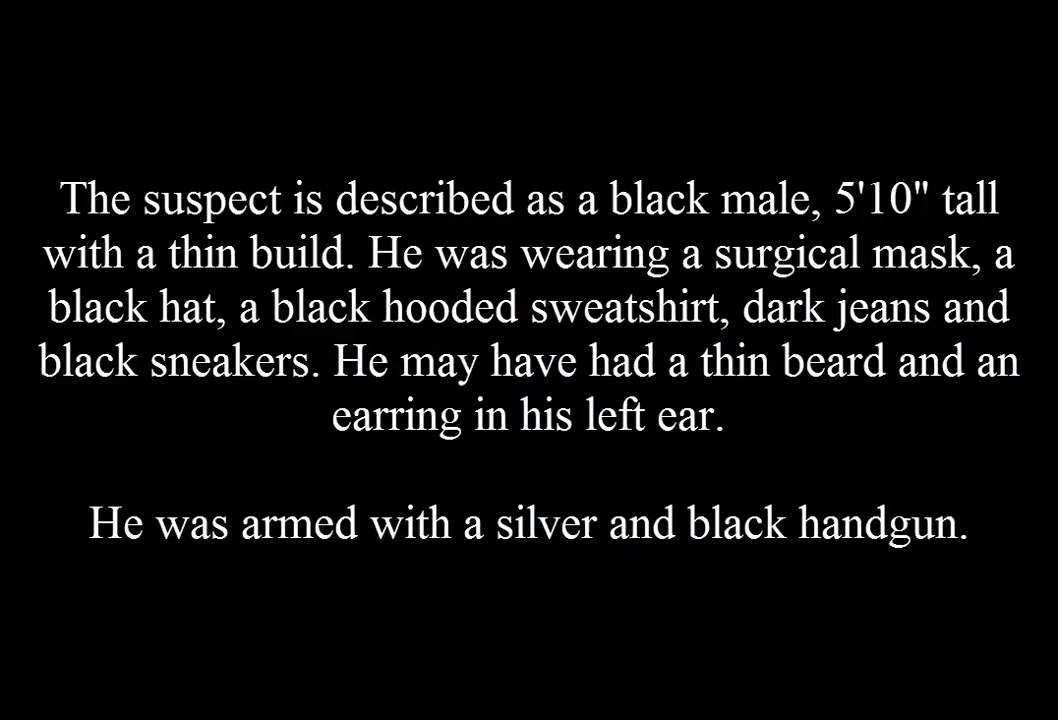 The suspect is described as a black male, 5'10" tall
with a thin build. He was wearing a surgical mask, a
black hat, a black hooded sweatshirt, dark jeans and
black sneakers. He may have had a thin beard and an
earring in his left ear.
He was armed with a silver and black handgun.